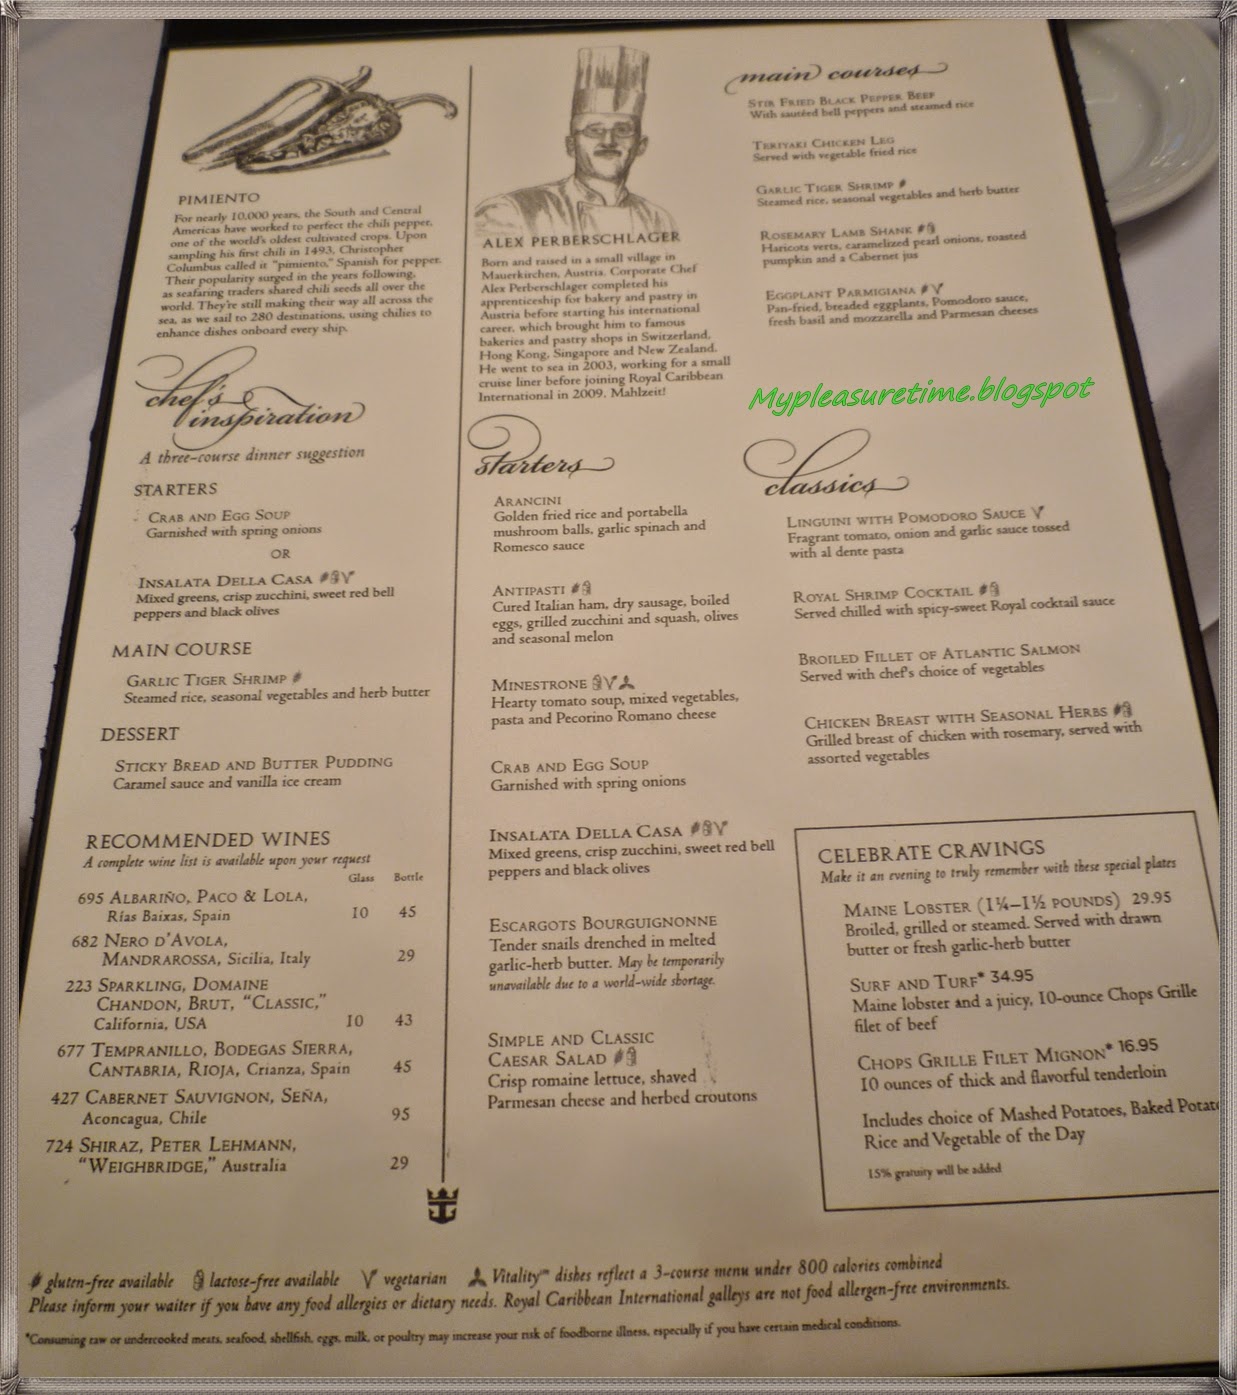 PIMIENTO
For nearly 10,000 years, the South and Central
Americas have worked to perfect the chili pepper,
one of the world's oldest cultivated crops. Upon
sampling his first chili in 1493, Christopher
Columbus called it "pimiento," Spanish for pepper.
Their popularity surged in the years following,
as seafaring traders shared chili seeds all over the
world. They're still making their way all across the
sea, as we sail to 280 destinations, using chilies to
enhance dishes onboard every ship.
chef's
inspiration
A three-course dinner suggestion
STARTERS
CRAB AND EGG SOUP
Garnished with spring onions
OR
INSALATA DELLA CASA
Mixed greens, crisp zucchini, sweet red bell
peppers and black olives
MAIN COURSE
GARLIC TIGER SHRIMP
Steamed rice, seasonal vegetables and herb butter
DESSERT
STICKY BREAD AND BUTTER PUDDING
Caramel sauce and vanilla ice cream
RECOMMENDED WINES
A complete wine list is available upon your request
Glass Bottle
695 ALBARIÑO, PACO & LOLA,
Rías Baixas, Spain 10 45
682 NERO D'AVOLA,
MANDRAROSSA, Sicilia, Italy 29
223 SPARKLING, DOMAINE
CHANDON, BRUT, "CLASSIC,"
California, USA 10 43
677 TEMPRANILLO, BODEGAS SIERRA,
CANTABRIA, RIOJA, Crianza, Spain 45
427 CABERNET SAUVIGNON, SEÑA,
Aconcagua, Chile 95
724 SHIRAZ, PETER LEHMANN,
"WEIGHBRIDGE," Australia 29
ALEX PERBERSCHLAGER
Born and raised in a small village in
Mauerkirchen, Austria, Corporate Chef
Alex Perberschlager completed his
apprenticeship for bakery and pastry in
Austria before starting his international
career, which brought him to famous
bakeries and pastry shops in Switzerland,
Hong Kong, Singapore and New Zealand.
He went to sea in 2003, working for a small
cruise liner before joining Royal Caribbean
International in 2009. Mahlzeit!
starters
ARANCINI
Golden fried rice and portabella
mushroom balls, garlic spinach and
Romesco sauce
ANTIPASTI
Cured Italian ham, dry sausage, boiled
eggs, grilled zucchini and squash, olives
and seasonal melon
MINESTRONE
Hearty tomato soup, mixed vegetables,
pasta and Pecorino Romano cheese
CRAB AND EGG SOUP
Garnished with spring onions
INSALATA DELLA CASA
Mixed greens, crisp zucchini, sweet red bell
peppers and black olives
ESCARGOTS BOURGUIGNONNE
Tender snails drenched in melted
garlic-herb butter. May be temporarily
unavailable due to a world-wide shortage.
SIMPLE AND CLASSIC
CAESAR SALAD
Crisp romaine lettuce, shaved
Parmesan cheese and herbed croutons
main courses
STIR FRIED BLACK PEPPER BEEF
With sautéed bell peppers and steamed rice
TERIYAKI CHICKEN LEG
Served with vegetable fried rice
GARLIC TIGER SHRIMP
Steamed rice, seasonal vegetables and herb butter
ROSEMARY LAMB SHANK
Haricots verts, caramelized pearl onions, roasted
pumpkin and a Cabernet jus
EGGPLANT PARMIGIANA
Pan-fried, breaded eggplants, Pomodoro sauce,
fresh basil and mozzarella and Parmesan cheeses
Mypleasuretime.blogspot
classics
LINGUINI WITH POMODORO SAUCE
Fragrant tomato, onion and garlic sauce tossed
with al dente pasta
ROYAL SHRIMP COCKTAIL
Served chilled with spicy-sweet Royal cocktail sauce
BROILED FILLET OF ATLANTIC SALMON
Served with chef's choice of vegetables
CHICKEN BREAST WITH SEASONAL HERBS
Grilled breast of chicken with rosemary, served with
assorted vegetables
CELEBRATE CRAVINGS
Make it an evening to truly remember with these special plates
MAINE LOBSTER (1¼–1½ POUNDS) 29.95
Broiled, grilled or steamed. Served with drawn
butter or fresh garlic-herb butter
SURF AND TURF* 34.95
Maine lobster and a juicy, 10-ounce Chops Grille
filet of beef
CHOPS GRILLE FILET MIGNON* 16.95
10 ounces of thick and flavorful tenderloin
Includes choice of Mashed Potatoes, Baked Potato
Rice and Vegetable of the Day
15% gratuity will be added
gluten-free available lactose-free available vegetarian Vitality℠ dishes reflect a 3-course menu under 800 calories combined
Please inform your waiter if you have any food allergies or dietary needs. Royal Caribbean International galleys are not food allergen-free environments.
*Consuming raw or undercooked meats, seafood, shellfish, eggs, milk, or poultry may increase your risk of foodborne illness, especially if you have certain medical conditions.